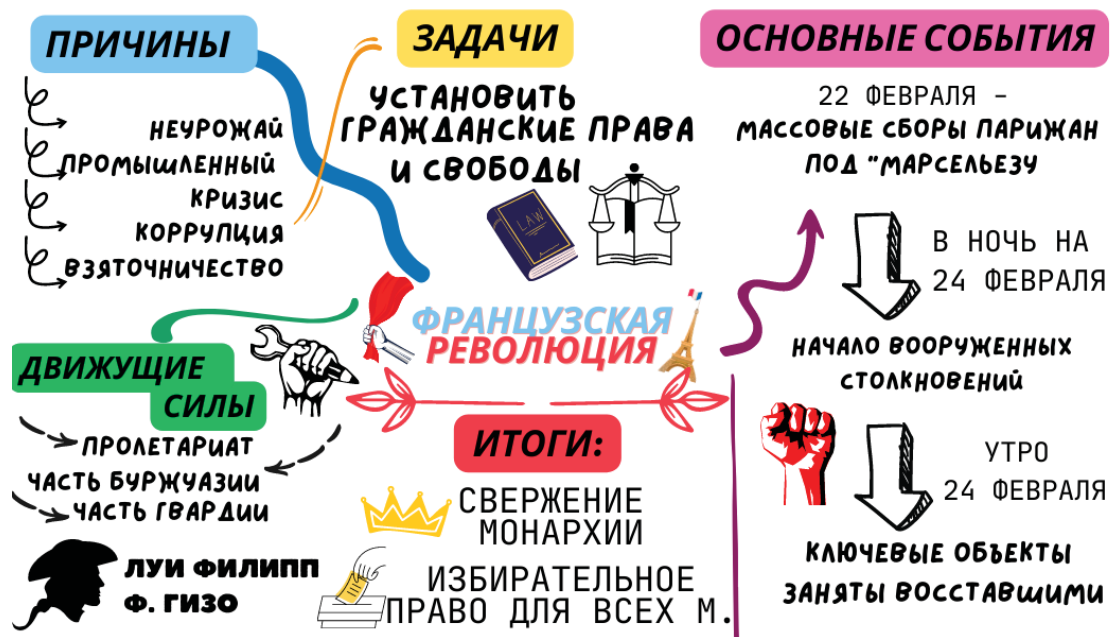 ПРИЧИНЫ
НЕУРОЖАЙ
ПРОМЫШЛЕННЫЙ
КРИЗИС
КОРРУПЦИЯ
ВЗЯТОЧНИЧЕСТВО
ЗАДАЧИ
УСТАНОВИТЬ
ГРАЖДАНСКИЕ ПРАВА
И СВОБОДЫ
LAW
ОСНОВНЫЕ СОБЫТИЯ
22 ФЕВРАЛЯ -
МАССОВЫЕ СБОРЫ ПАРИЖАН
ПОД "МАРСЕЛЬЕЗУ
В НОЧЬ НА
24 ФЕВРАЛЯ
НАЧАЛО ВООРУЖЕННЫХ
СТОЛКНОВЕНИЙ
УТРО
24 ФЕВРАЛЯ
КЛЮЧЕВЫЕ ОБЪЕКТЫ
ЗАНЯТЫ ВОССТАВШИМИ
ФРАНЦУЗСКАЯ
РЕВОЛЮЦИЯ
ДВИЖУЩИЕ
СИЛЫ
ПРОЛЕТАРИАТ
ЧАСТЬ БУРЖУАЗИИ
ЧАСТЬ ГВАРДИИ
ЛУИ ФИЛИПП
Ф. ГИЗО
ИТОГИ:
СВЕРЖЕНИЕ
МОНАРХИИ
ИЗБИРАТЕЛЬНОЕ
ПРАВО ДЛЯ ВСЕХ М.